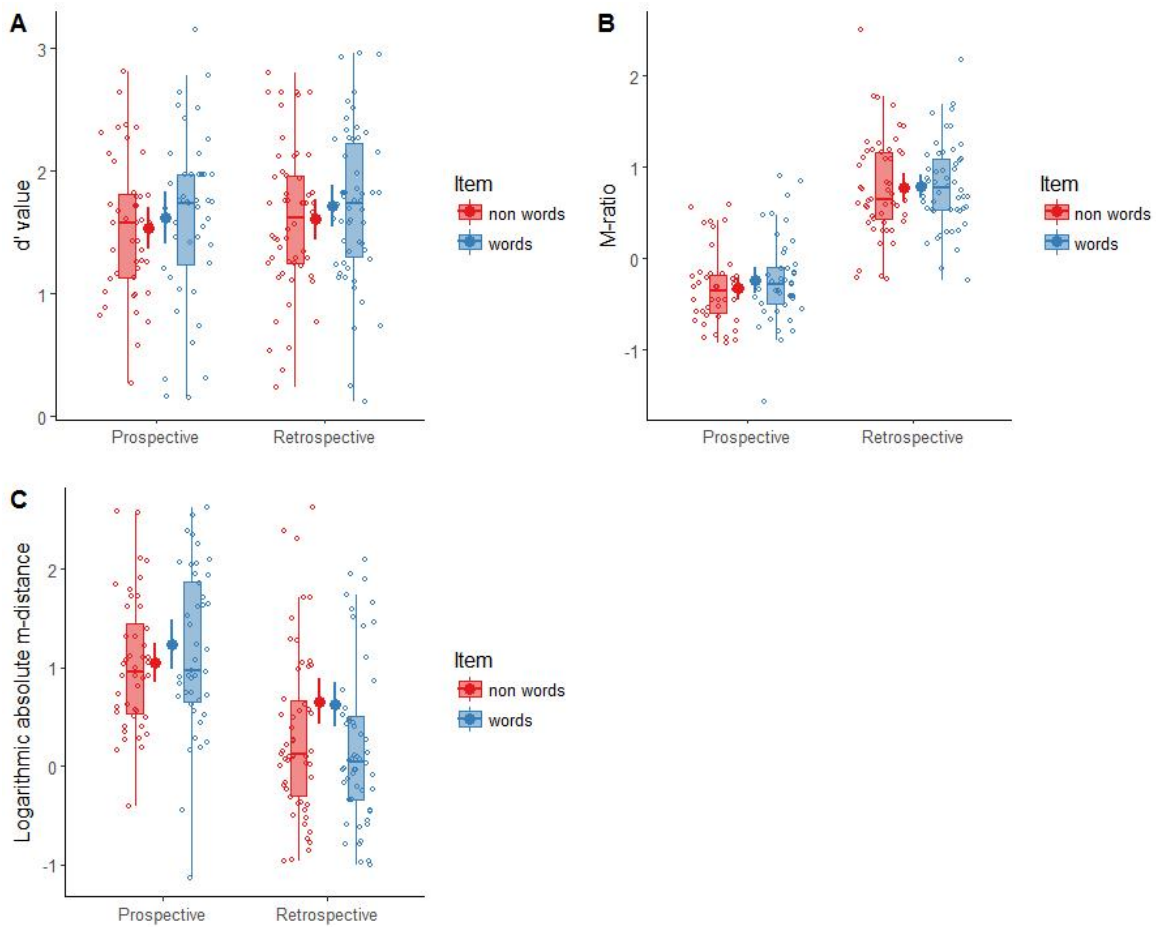 A
d' value
3
2
1
0
Prospective
Retrospective
Item
non words
words
B
M-ratio
2
1
0
-1
Prospective
Retrospective
Item
non words
words
C
Logarithmic absolute m-distance
2
1
0
-1
Prospective
Retrospective
Item
non words
words